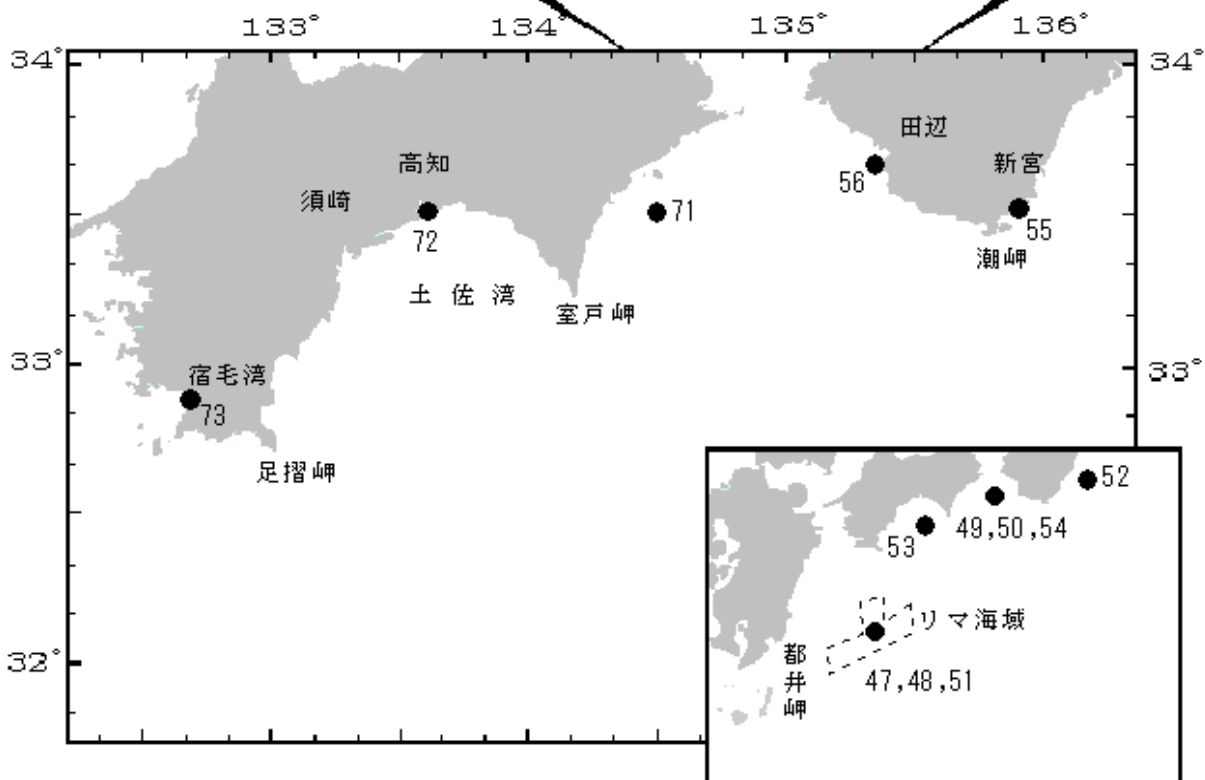 133° 134° 135° 136°
34° 34°
田辺
高知 新宮
須崎 56
71
72 55
潮岬
土佐湾 室戸岬
33° 33°
宿毛湾
73
足摺岬
52
49,50,54
53
リマ海域
都井岬
32°
47,48,51